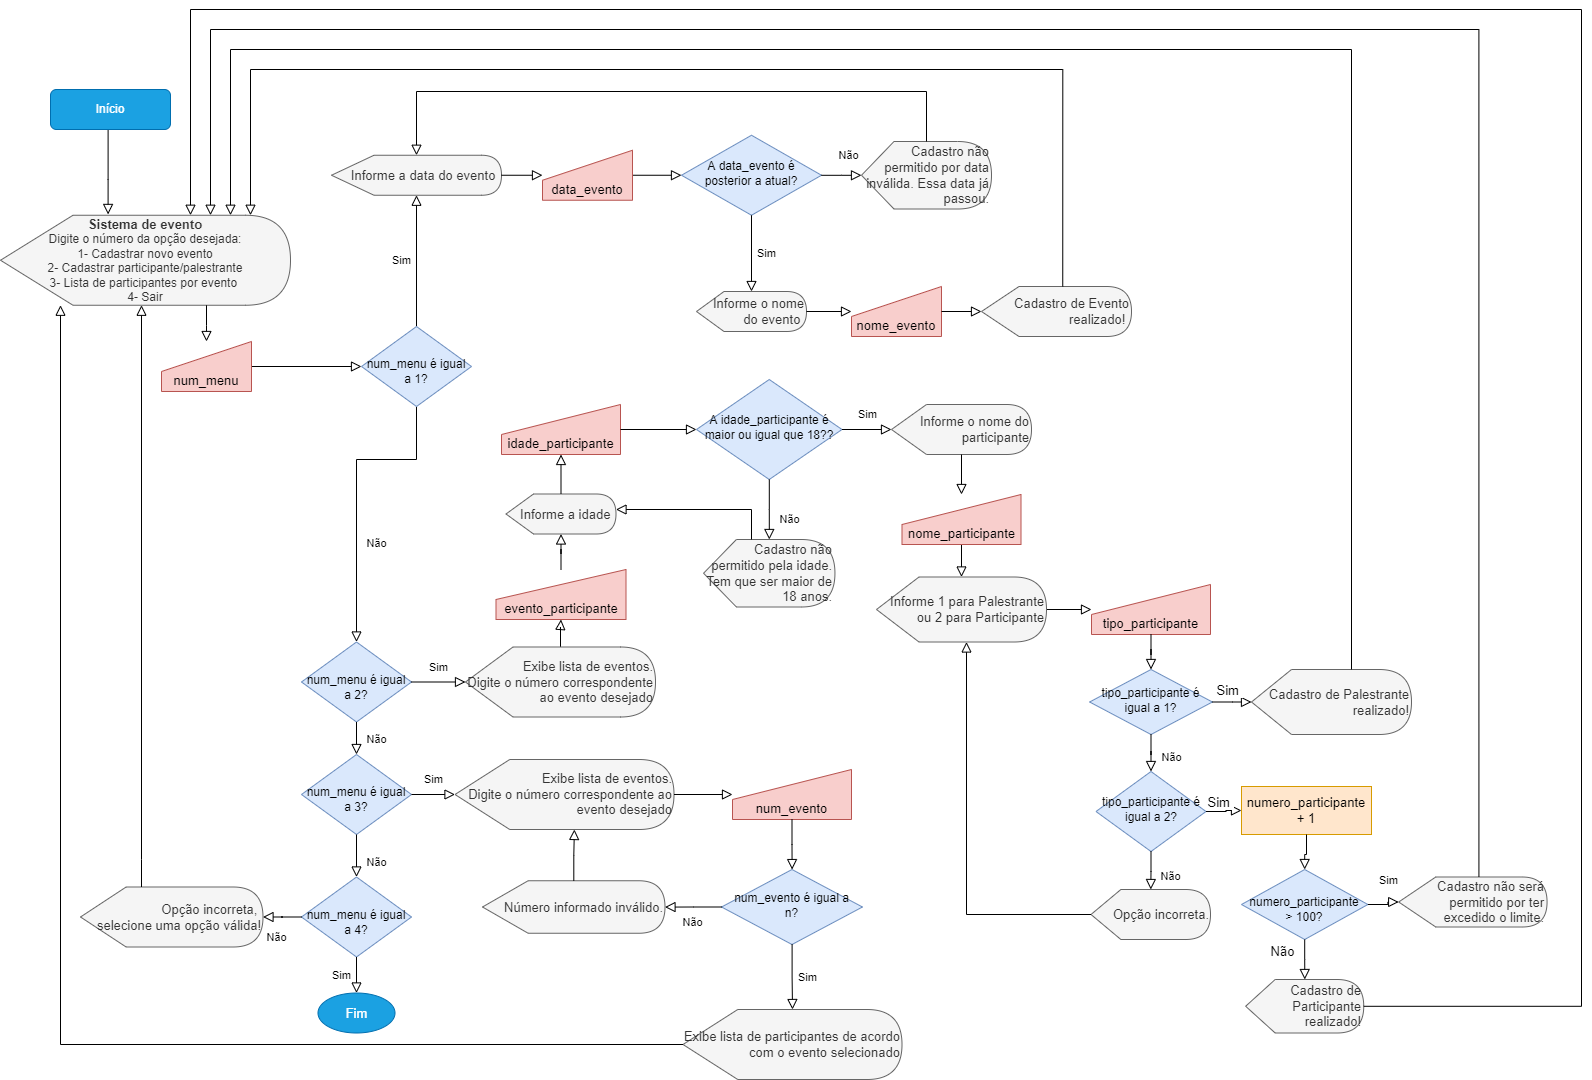 Início
Sistema de evento
Digite o número da opção desejada:
1- Cadastrar novo evento
2- Cadastrar participante/palestrante
3- Lista de participantes por evento
4- Sair
num_menu
num_menu é igual
a 1?
Sim
Informe a data do evento
data_evento
A data_evento é
posterior a atual?
Não
Cadastro não
permitido por data
inválida. Essa data já
passou.
Sim
Informe o nome
do evento
nome_evento
Cadastro de Evento
realizado!
Não
num_menu é igual
a 2?
Sim
Exibe lista de eventos.
Digite o número correspondente
ao evento desejado
evento_participante
Informe a idade
idade_participante
A idade_participante é
maior ou igual que 18??
Não
Cadastro não
permitido pela idade.
Tem que ser maior de
18 anos.
Sim
Informe o nome do
participante
nome_participante
Informe 1 para Palestrante
ou 2 para Participante
tipo_participante
tipo_participante é
igual a 1?
Sim
Cadastro de Palestrante
realizado!
Não
tipo_participante é
igual a 2?
Sim
numero_participante
+ 1
Não
Opção incorreta.
numero_participante
> 100?
Sim
Cadastro não será
permitido por ter
excedido o limite.
Não
Cadastro de
Participante
realizado!
Não
num_menu é igual
a 3?
Sim
Exibe lista de eventos.
Digite o número correspondente ao
evento desejado
num_evento
num_evento é igual a
n?
Não
Número informado inválido.
Sim
Exibe lista de participantes de acordo
com o evento selecionado
Não
num_menu é igual
a 4?
Não
Opção incorreta,
selecione uma opção válida!
Sim
Fim